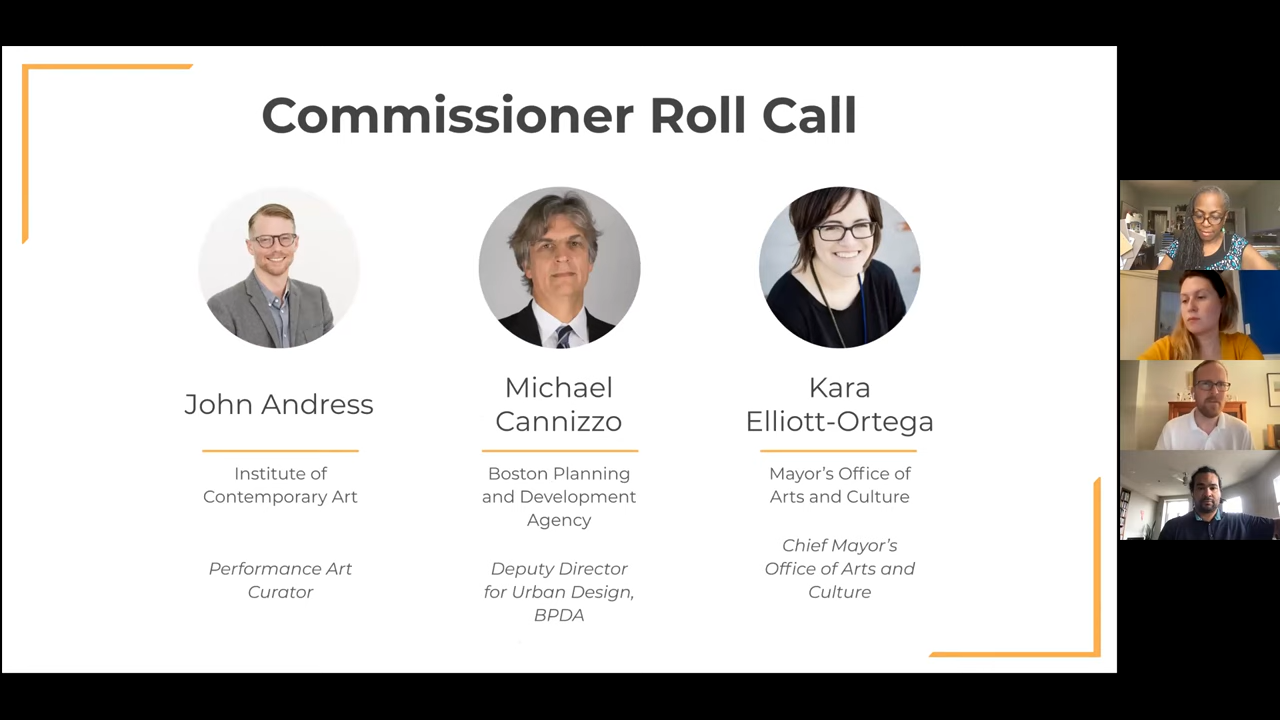 Commissioner Roll Call
John Andress
Institute of
Contemporary Art
Performance Art
Curator
Michael
Cannizzo
Boston Planning
and Development
Agency
Deputy Director
for Urban Design,
BPDA
Kara
Elliott-Ortega
Mayor's Office of
Arts and Culture
Chief Mayor's
Office of Arts and
Culture